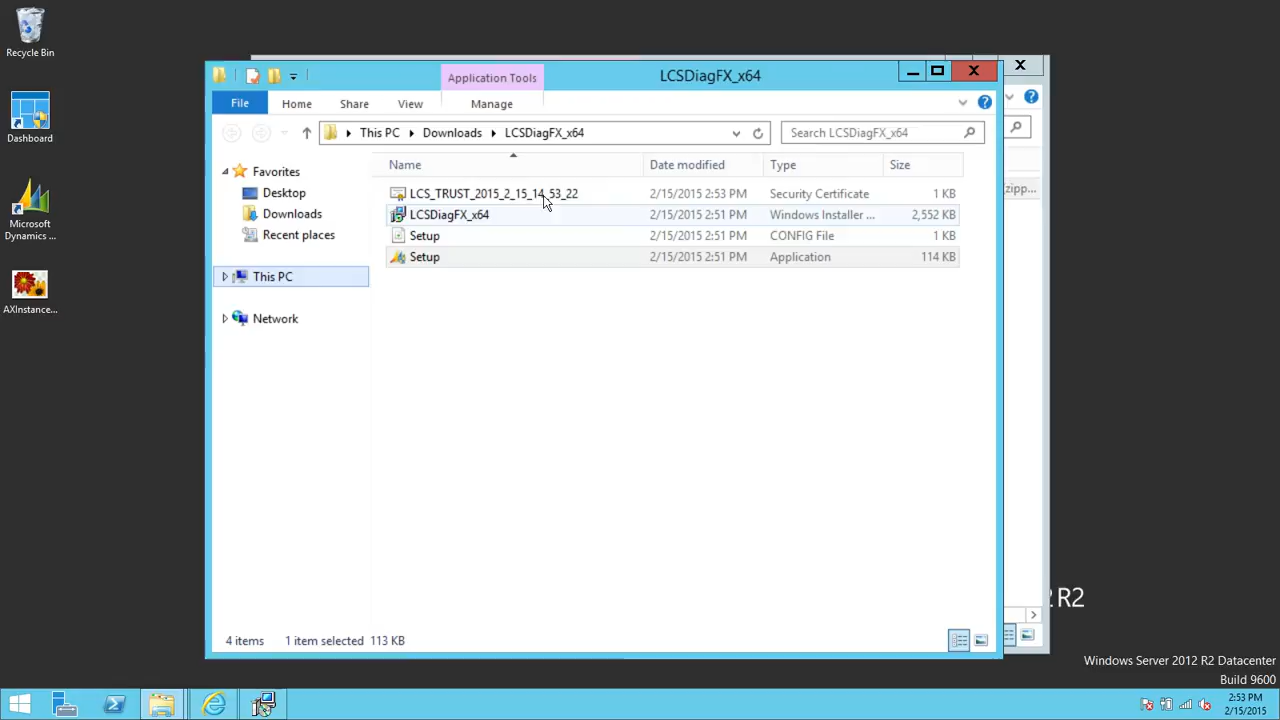 Recycle Bin
Dashboard
Microsoft
Dynamics ...
AXInstance...
Application Tools
LCSDiagFX_x64
File
Home
Share
View
Manage
This PC
Downloads
LCSDiagFX_x64
Search LCSDiagFX_x64
Favorites
Desktop
Downloads
Recent places
This PC
Network
Name
Date modified
Type
Size
LCS_TRUST_2015_2_15_14_53_22
2/15/2015 2:53 PM
Security Certificate
1 KB
LCSDiagFX_x64
2/15/2015 2:51 PM
Windows Installer ...
2,552 KB
Setup
2/15/2015 2:51 PM
CONFIG File
1 KB
Setup
2/15/2015 2:51 PM
Application
114 KB
(zipp...
4 items
1 item selected 113 KB
2 R2
Windows Server 2012 R2 Datacenter
Build 9600
2:53 PM
2/15/2015